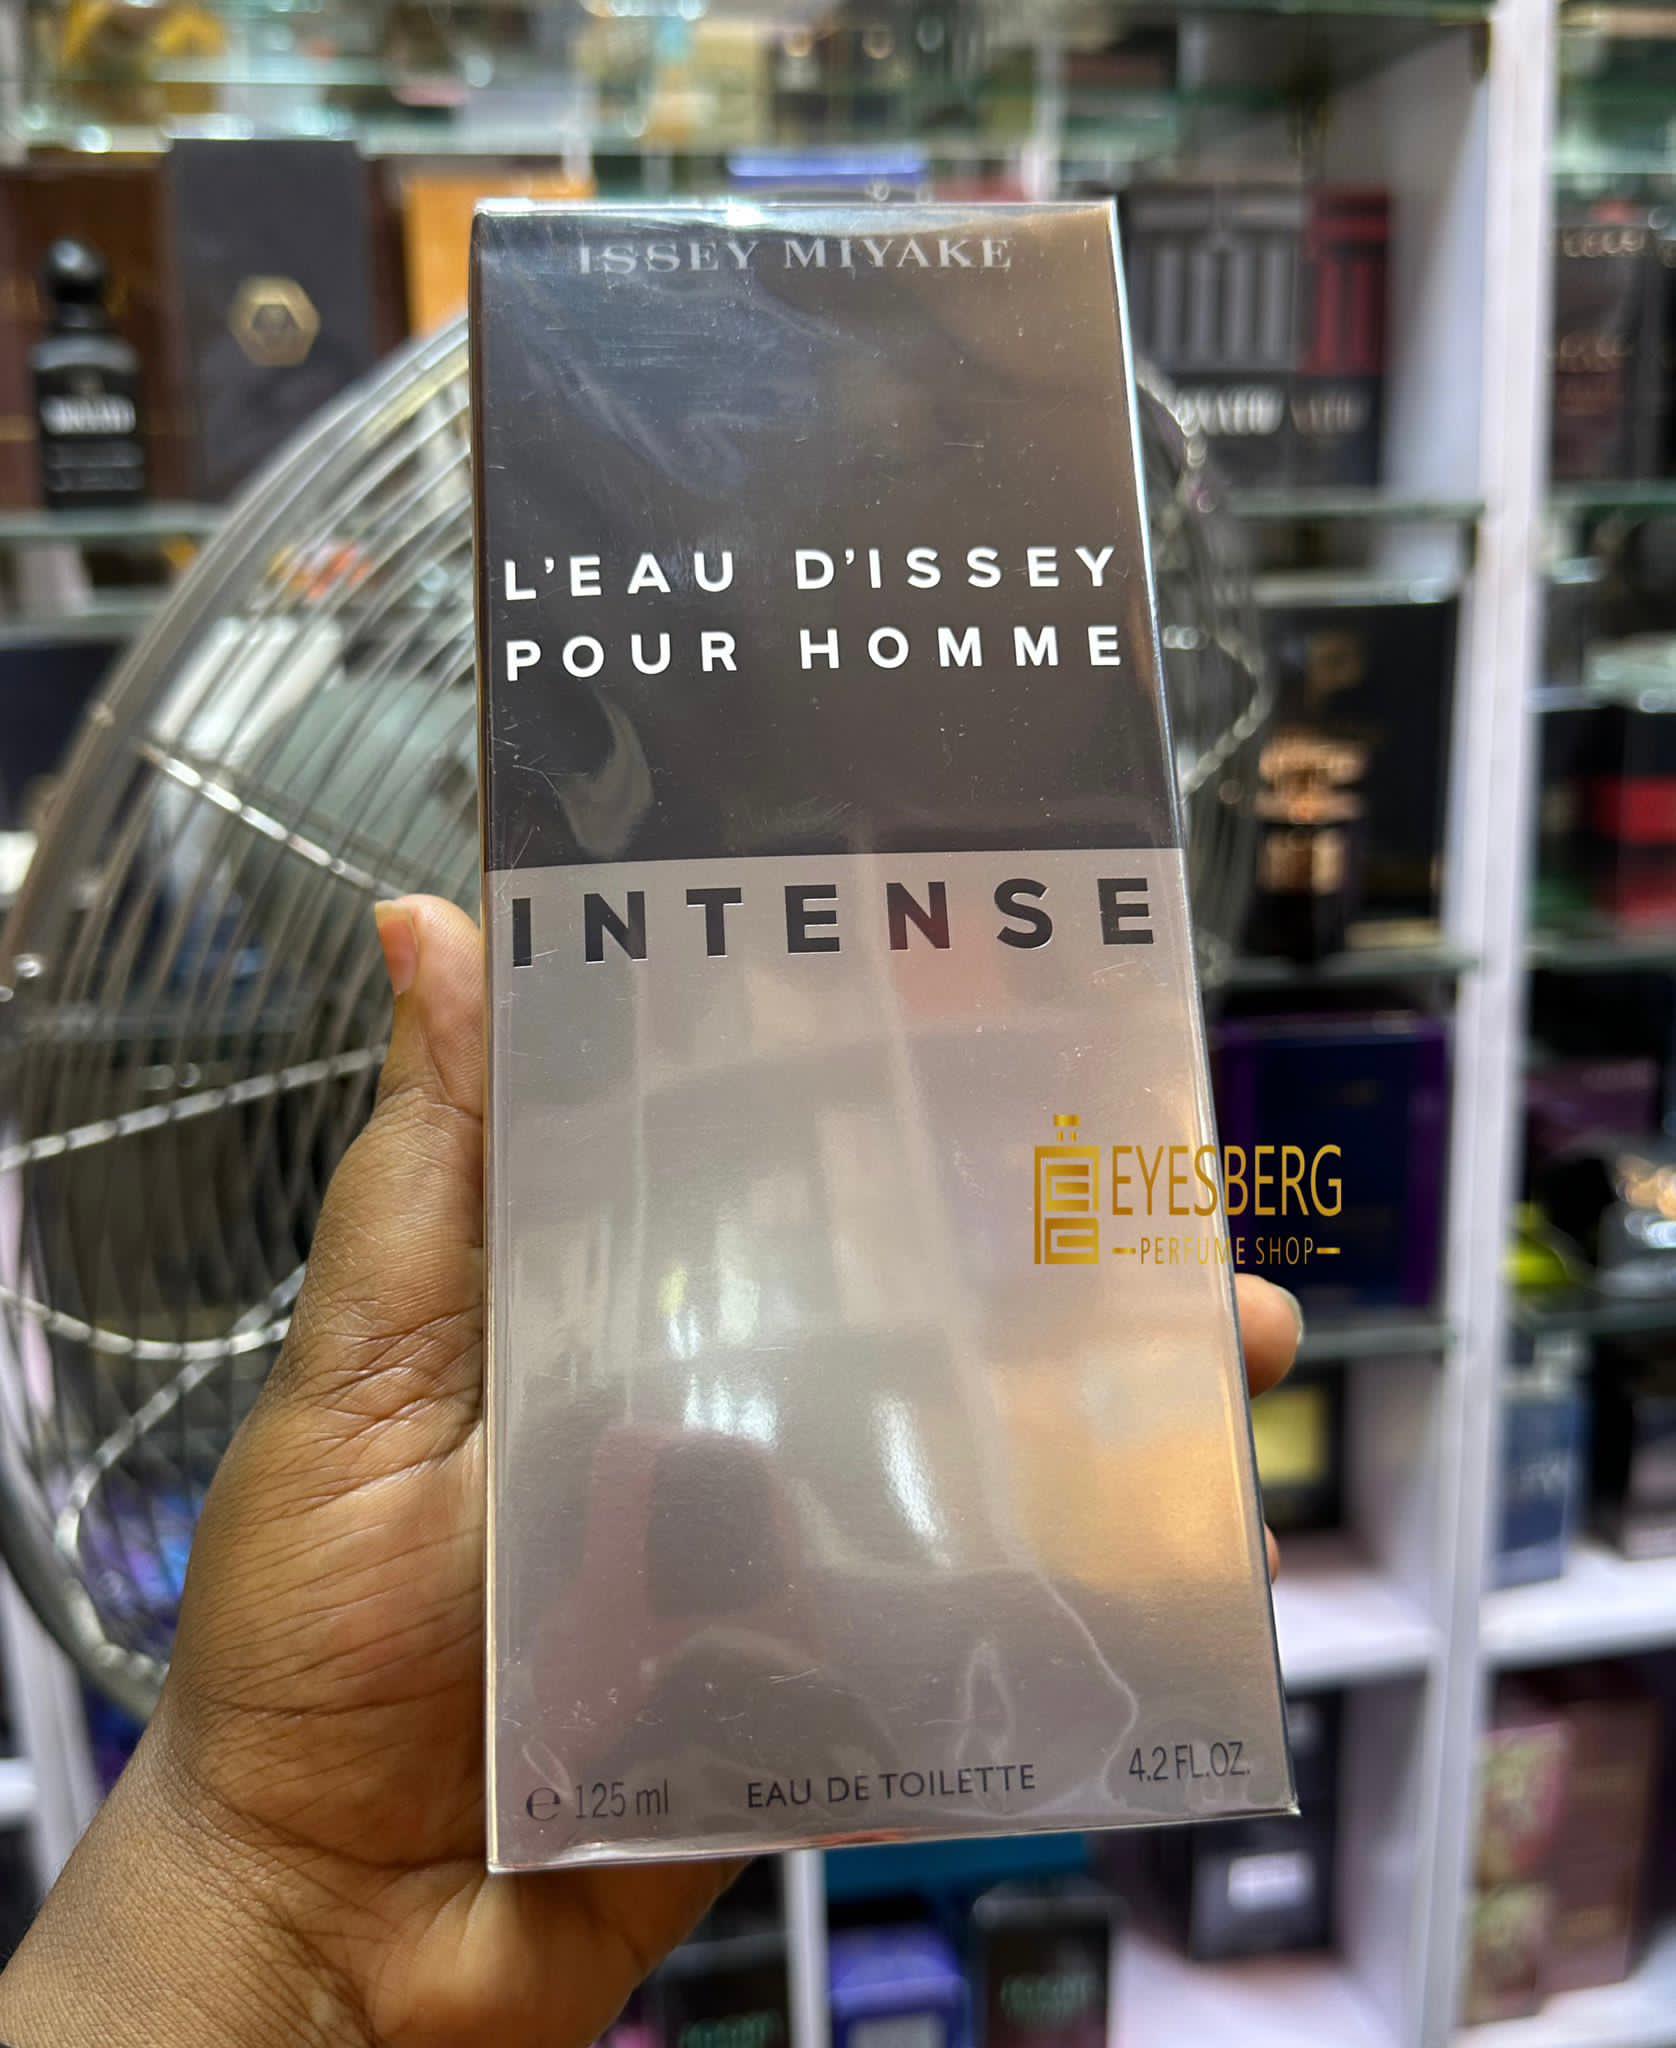 ISSEY MIYAKE
L'EAU D'ISSEY
POUR HOMME
INTENSE
EYESBERG
PERFUME SHOP
e 125 ml EAU DE TOILETTE 4.2 FL.OZ.